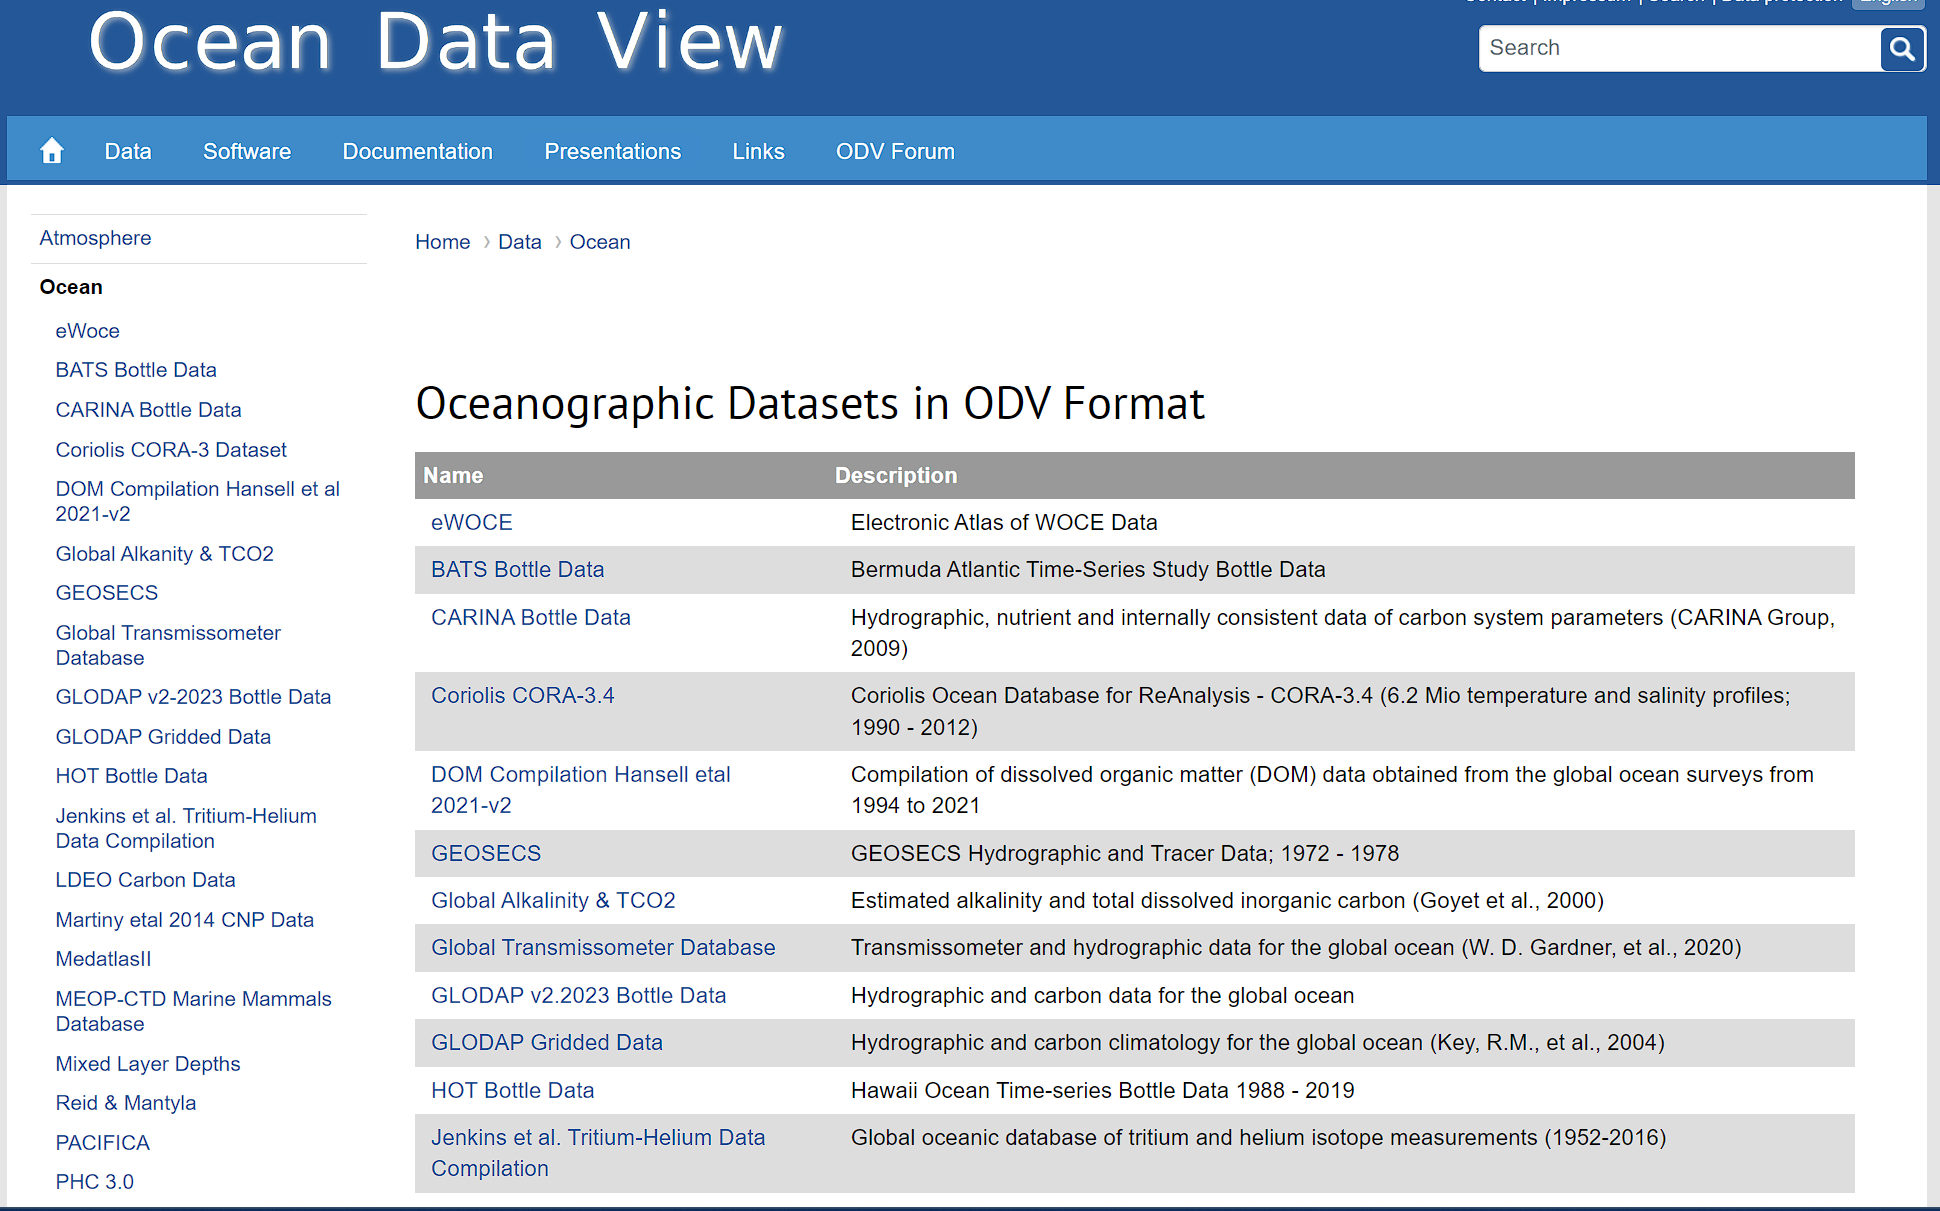 Contact | Impressum | Search | Data protection English
Ocean Data View
Search
Data Software Documentation Presentations Links ODV Forum
Atmosphere
Ocean
eWoce
BATS Bottle Data
CARINA Bottle Data
Coriolis CORA-3 Dataset
DOM Compilation Hansell et al
2021-v2
Global Alkanity & TCO2
GEOSECS
Global Transmissometer
Database
GLODAP v2-2023 Bottle Data
GLODAP Gridded Data
HOT Bottle Data
Jenkins et al. Tritium-Helium
Data Compilation
LDEO Carbon Data
Martiny etal 2014 CNP Data
MedatlasII
MEOP-CTD Marine Mammals
Database
Mixed Layer Depths
Reid & Mantyla
PACIFICA
PHC 3.0
Home › Data › Ocean
Oceanographic Datasets in ODV Format
Name Description
eWOCE Electronic Atlas of WOCE Data
BATS Bottle Data Bermuda Atlantic Time-Series Study Bottle Data
CARINA Bottle Data Hydrographic, nutrient and internally consistent data of carbon system parameters (CARINA Group,
2009)
Coriolis CORA-3.4 Coriolis Ocean Database for ReAnalysis - CORA-3.4 (6.2 Mio temperature and salinity profiles;
1990 - 2012)
DOM Compilation Hansell etal Compilation of dissolved organic matter (DOM) data obtained from the global ocean surveys from
2021-v2 1994 to 2021
GEOSECS GEOSECS Hydrographic and Tracer Data; 1972 - 1978
Global Alkalinity & TCO2 Estimated alkalinity and total dissolved inorganic carbon (Goyet et al., 2000)
Global Transmissometer Database Transmissometer and hydrographic data for the global ocean (W. D. Gardner, et al., 2020)
GLODAP v2.2023 Bottle Data Hydrographic and carbon data for the global ocean
GLODAP Gridded Data Hydrographic and carbon climatology for the global ocean (Key, R.M., et al., 2004)
HOT Bottle Data Hawaii Ocean Time-series Bottle Data 1988 - 2019
Jenkins et al. Tritium-Helium Data Global oceanic database of tritium and helium isotope measurements (1952-2016)
Compilation